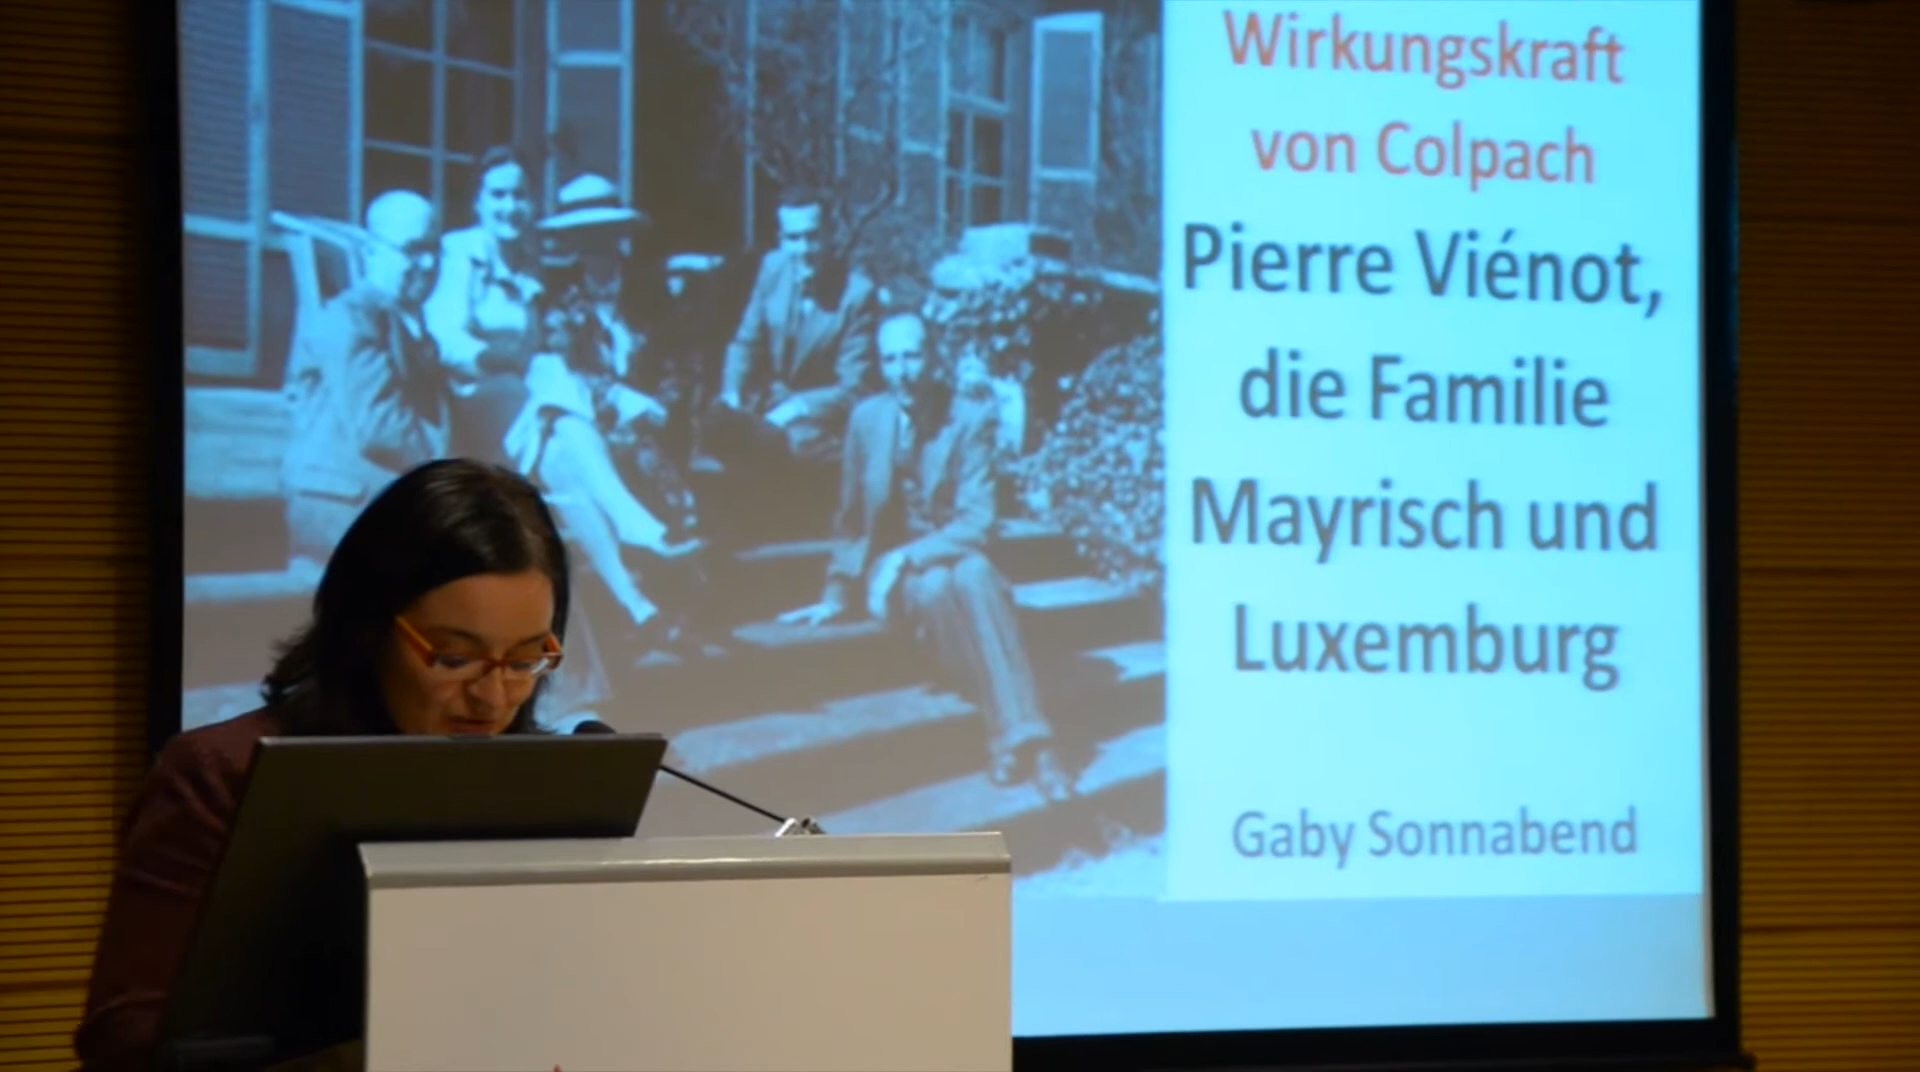 Wirkungskraft
von Colpach
Pierre Viénot,
die Familie
Mayrisch und
Luxemburg
Gaby Sonnabend